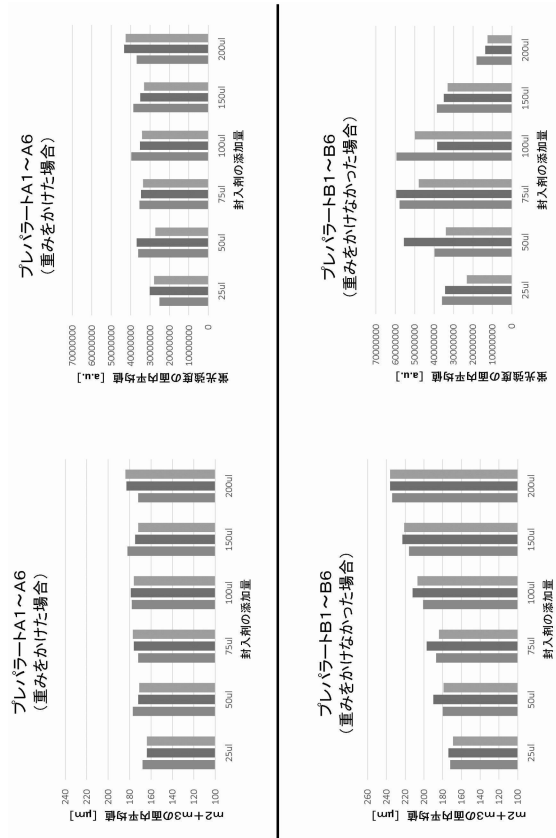 プレパラートA1～A6
（重みをかけた場合）
m2＋m3の面内平均値 [μm]
240
220
200
180
160
140
120
100
25ul
50ul
75ul
100ul
150ul
200ul
封入剤の添加量
プレパラートA1～A6
（重みをかけた場合）
蛍光強度の面内平均値 [a.u.]
70000000
60000000
50000000
40000000
30000000
20000000
10000000
0
25ul
50ul
75ul
100ul
150ul
200ul
封入剤の添加量
プレパラートB1～B6
（重みをかけなかった場合）
m2＋m3の面内平均値 [μm]
260
240
220
200
180
160
140
120
100
25ul
50ul
75ul
100ul
150ul
200ul
封入剤の添加量
プレパラートB1～B6
（重みをかけなかった場合）
蛍光強度の面内平均値 [a.u.]
70000000
60000000
50000000
40000000
30000000
20000000
10000000
0
25ul
50ul
75ul
100ul
150ul
200ul
封入剤の添加量